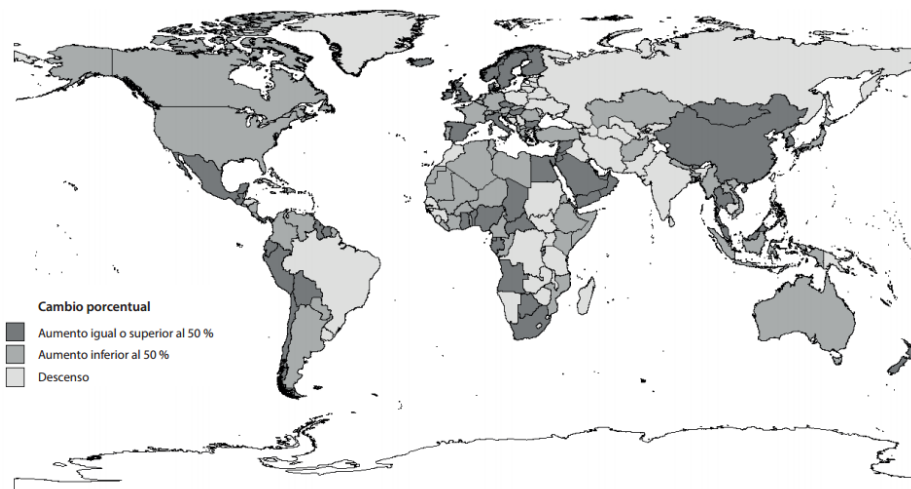 Cambio porcentual
Aumento igual o superior al 50 %
Aumento inferior al 50 %
Descenso